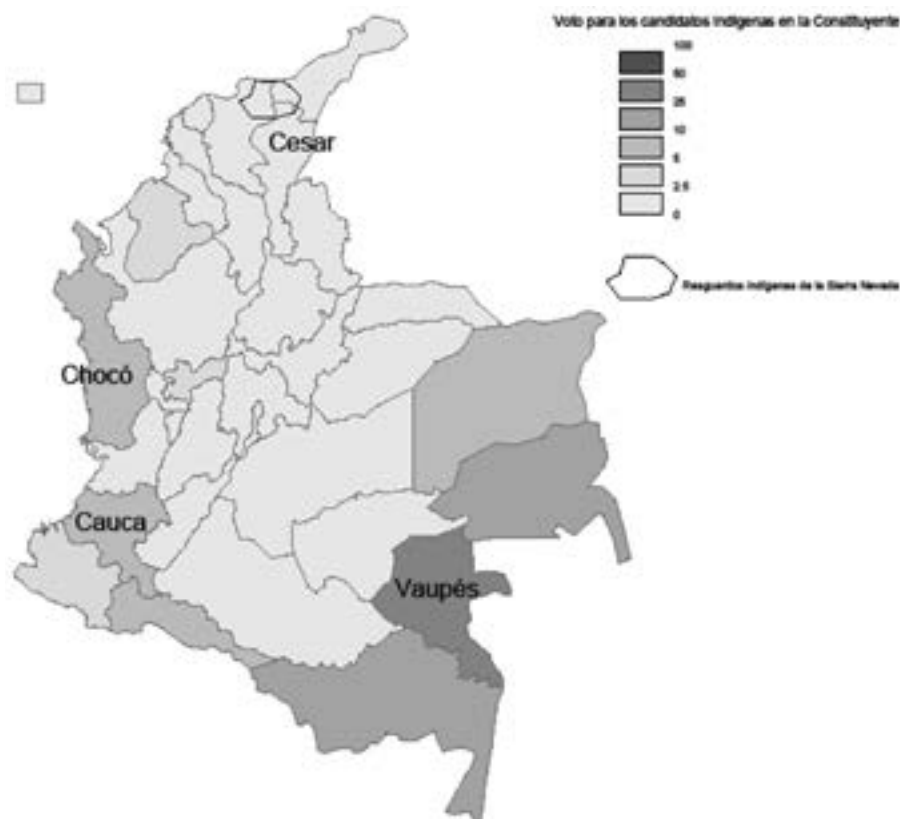 Voto para los candidatos indígenas en la Constituyente
100
50
25
10
5
2.5
0
Resguardos Indígenas de la Sierra Nevada
Cesar
Chocó
Cauca
Vaupés